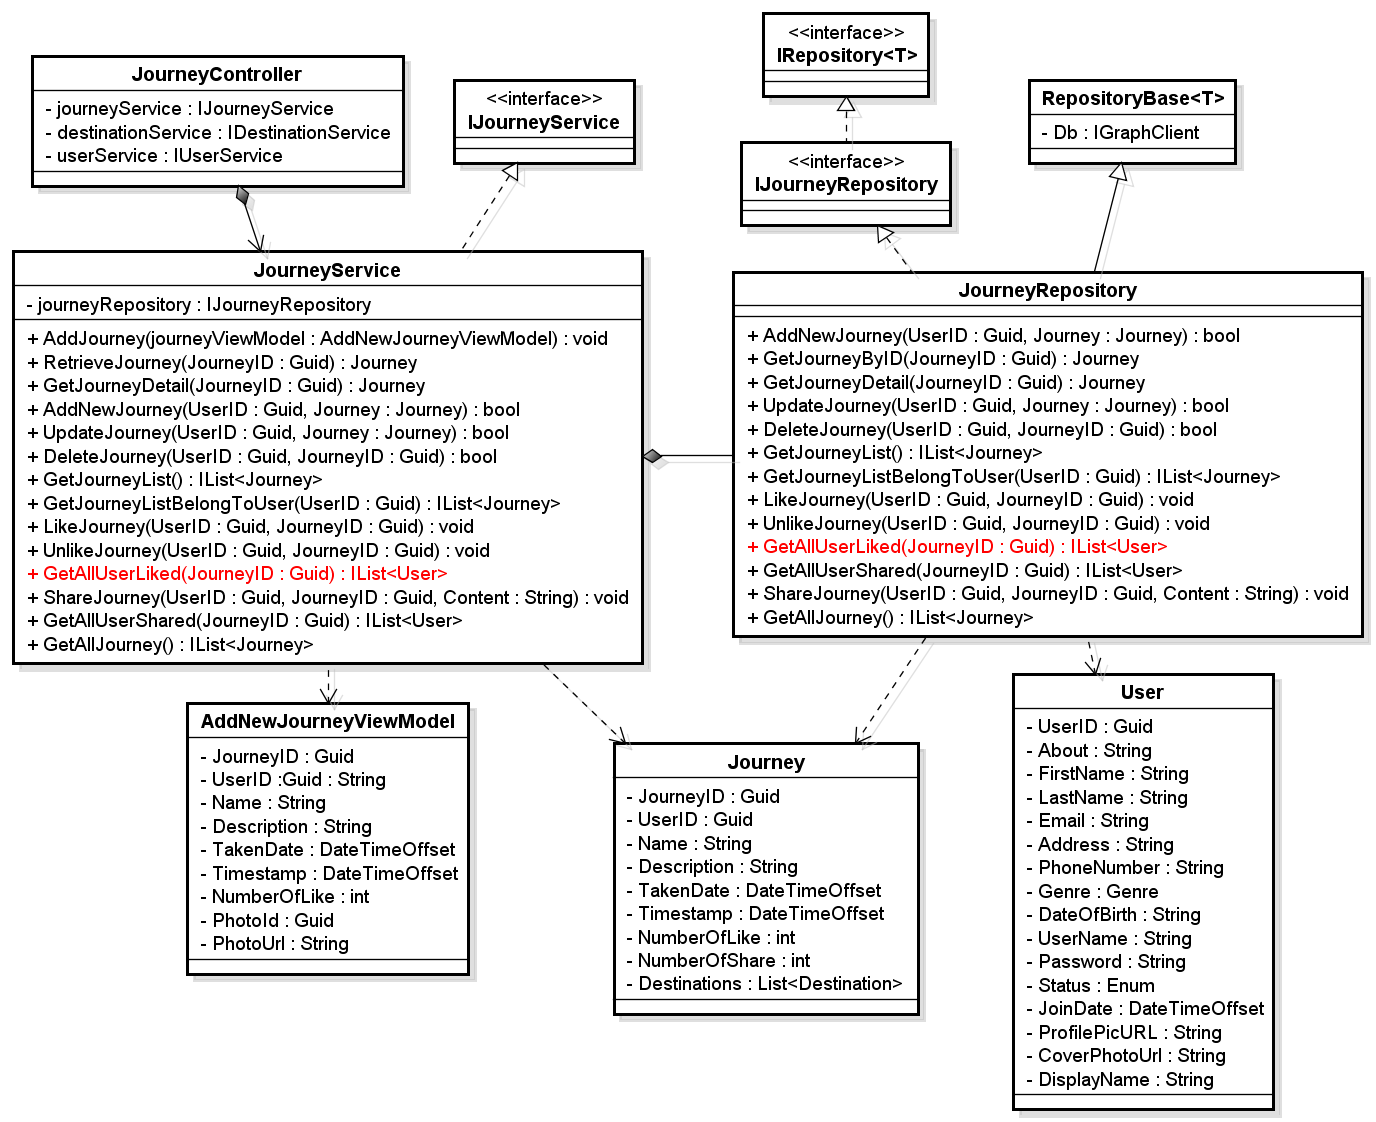 <<interface>>
IRepository<T>
JourneyController
- journeyService : IJourneyService
- destinationService : IDestinationService
- userService : IUserService
<<interface>>
IJourneyService
RepositoryBase<T>
- Db : IGraphClient
<<interface>>
IJourneyRepository
JourneyService
- journeyRepository : IJourneyRepository
+ AddJourney(journeyViewModel : AddNewJourneyViewModel) : void
+ RetrieveJourney(JourneyID : Guid) : Journey
+ GetJourneyDetail(JourneyID : Guid) : Journey
+ AddNewJourney(UserID : Guid, Journey : Journey) : bool
+ UpdateJourney(UserID : Guid, Journey : Journey) : bool
+ DeleteJourney(UserID : Guid, JourneyID : Guid) : bool
+ GetJourneyList() : IList<Journey>
+ GetJourneyListBelongToUser(UserID : Guid) : IList<Journey>
+ LikeJourney(UserID : Guid, JourneyID : Guid) : void
+ UnlikeJourney(UserID : Guid, JourneyID : Guid) : void
+ GetAllUserLiked(JourneyID : Guid) : IList<User>
+ ShareJourney(UserID : Guid, JourneyID : Guid, Content : String) : void
+ GetAllUserShared(JourneyID : Guid) : IList<User>
+ GetAllJourney() : IList<Journey>
JourneyRepository
+ AddNewJourney(UserID : Guid, Journey : Journey) : bool
+ GetJourneyByID(JourneyID : Guid) : Journey
+ GetJourneyDetail(JourneyID : Guid) : Journey
+ UpdateJourney(UserID : Guid, Journey : Journey) : bool
+ DeleteJourney(UserID : Guid, JourneyID : Guid) : bool
+ GetJourneyList() : IList<Journey>
+ GetJourneyListBelongToUser(UserID : Guid) : IList<Journey>
+ LikeJourney(UserID : Guid, JourneyID : Guid) : void
+ UnlikeJourney(UserID : Guid, JourneyID : Guid) : void
+ GetAllUserLiked(JourneyID : Guid) : IList<User>
+ GetAllUserShared(JourneyID : Guid) : IList<User>
+ ShareJourney(UserID : Guid, JourneyID : Guid, Content : String) : void
+ GetAllJourney() : IList<Journey>
AddNewJourneyViewModel
- JourneyID : Guid
- UserID :Guid : String
- Name : String
- Description : String
- TakenDate : DateTimeOffset
- Timestamp : DateTimeOffset
- NumberOfLike : int
- PhotoId : Guid
- PhotoUrl : String
Journey
- JourneyID : Guid
- UserID : Guid
- Name : String
- Description : String
- TakenDate : DateTimeOffset
- Timestamp : DateTimeOffset
- NumberOfLike : int
- NumberOfShare : int
- Destinations : List<Destination>
User
- UserID : Guid
- About : String
- FirstName : String
- LastName : String
- Email : String
- Address : String
- PhoneNumber : String
- Genre : Genre
- DateOfBirth : String
- UserName : String
- Password : String
- Status : Enum
- JoinDate : DateTimeOffset
- ProfilePicURL : String
- CoverPhotoUrl : String
- DisplayName : String